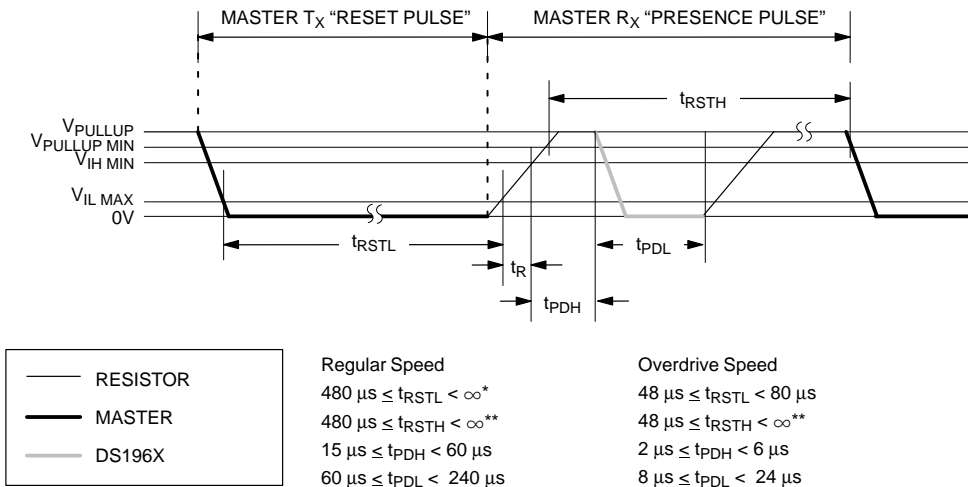 MASTER TX “RESET PULSE” MASTER RX “PRESENCE PULSE”
tRSTH
VPULLUP
VPULLUP MIN
VIH MIN
VIL MAX
0V
tRSTL
tPDL
tR
tPDH
RESISTOR
MASTER
DS196X
Regular Speed
480 μs ≤ tRSTL < ∞*
480 μs ≤ tRSTH < ∞**
15 μs ≤ tPDH < 60 μs
60 μs ≤ tPDL < 240 μs
Overdrive Speed
48 μs ≤ tRSTL < 80 μs
48 μs ≤ tRSTH < ∞**
2 μs ≤ tPDH < 6 μs
8 μs ≤ tPDL < 24 μs